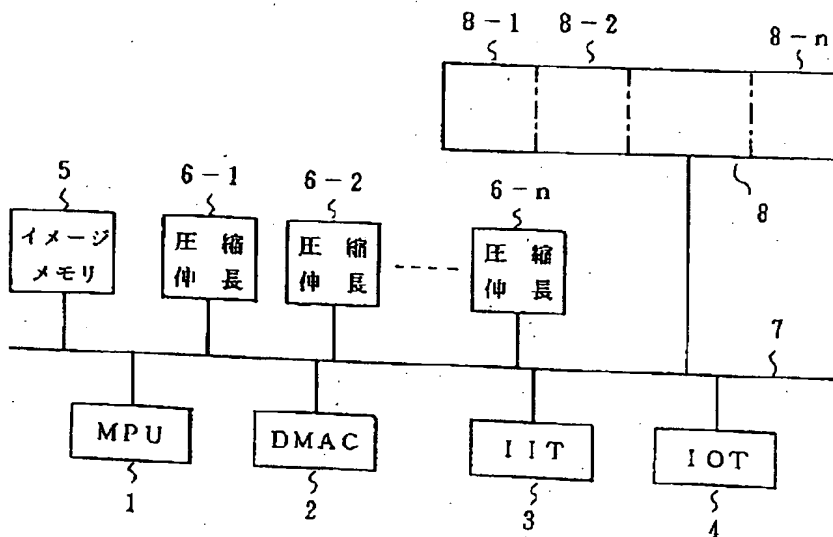 8-1 8-2 8-n
5 6-1 6-2 6-n 8
イメージ
メモリ
圧縮
伸長
圧縮
伸長
圧縮
伸長
7
MPU DMAC IIT IOT
1 2 3 4